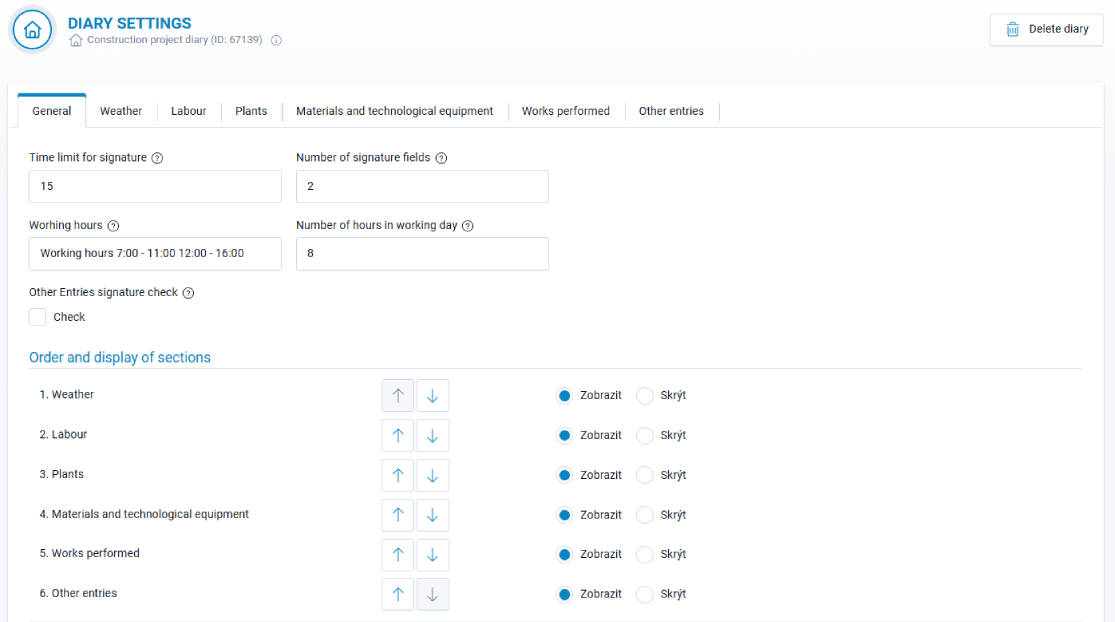 DIARY SETTINGS
Construction project diary (ID: 67139)
Delete diary
General Weather Labour Plants Materials and technological equipment Works performed Other entries
Time limit for signature Number of signature fields
15 2
Worhing hours Number of hours in working day
Working hours 7:00 - 11:00 12:00 - 16:00 8
Other Entries signature check
Check
Order and display of sections
1. Weather Zobrazit Skrýt
2. Labour Zobrazit Skrýt
3. Plants Zobrazit Skrýt
4. Materials and technological equipment Zobrazit Skrýt
5. Works performed Zobrazit Skrýt
6. Other entries Zobrazit Skrýt